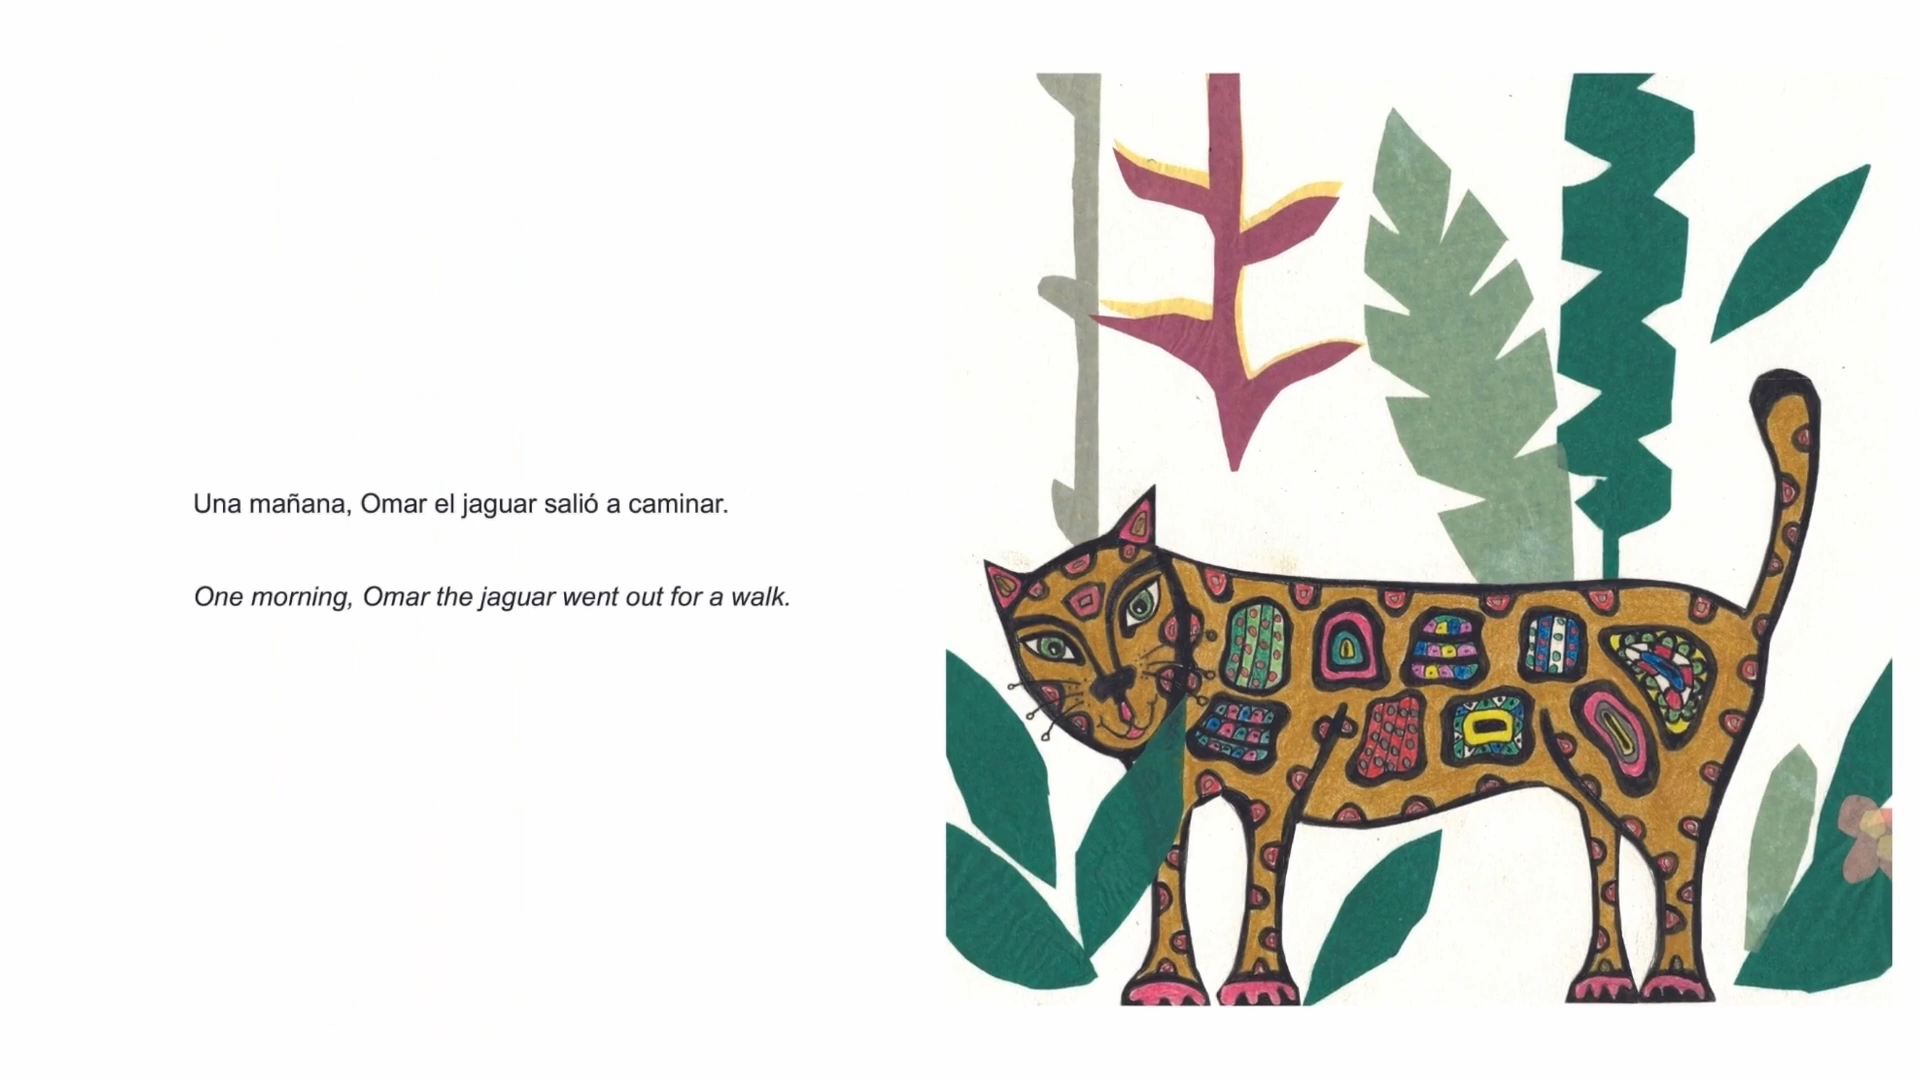 Una mañana, Omar el jaguar salió a caminar.
One morning, Omar the jaguar went out for a walk.